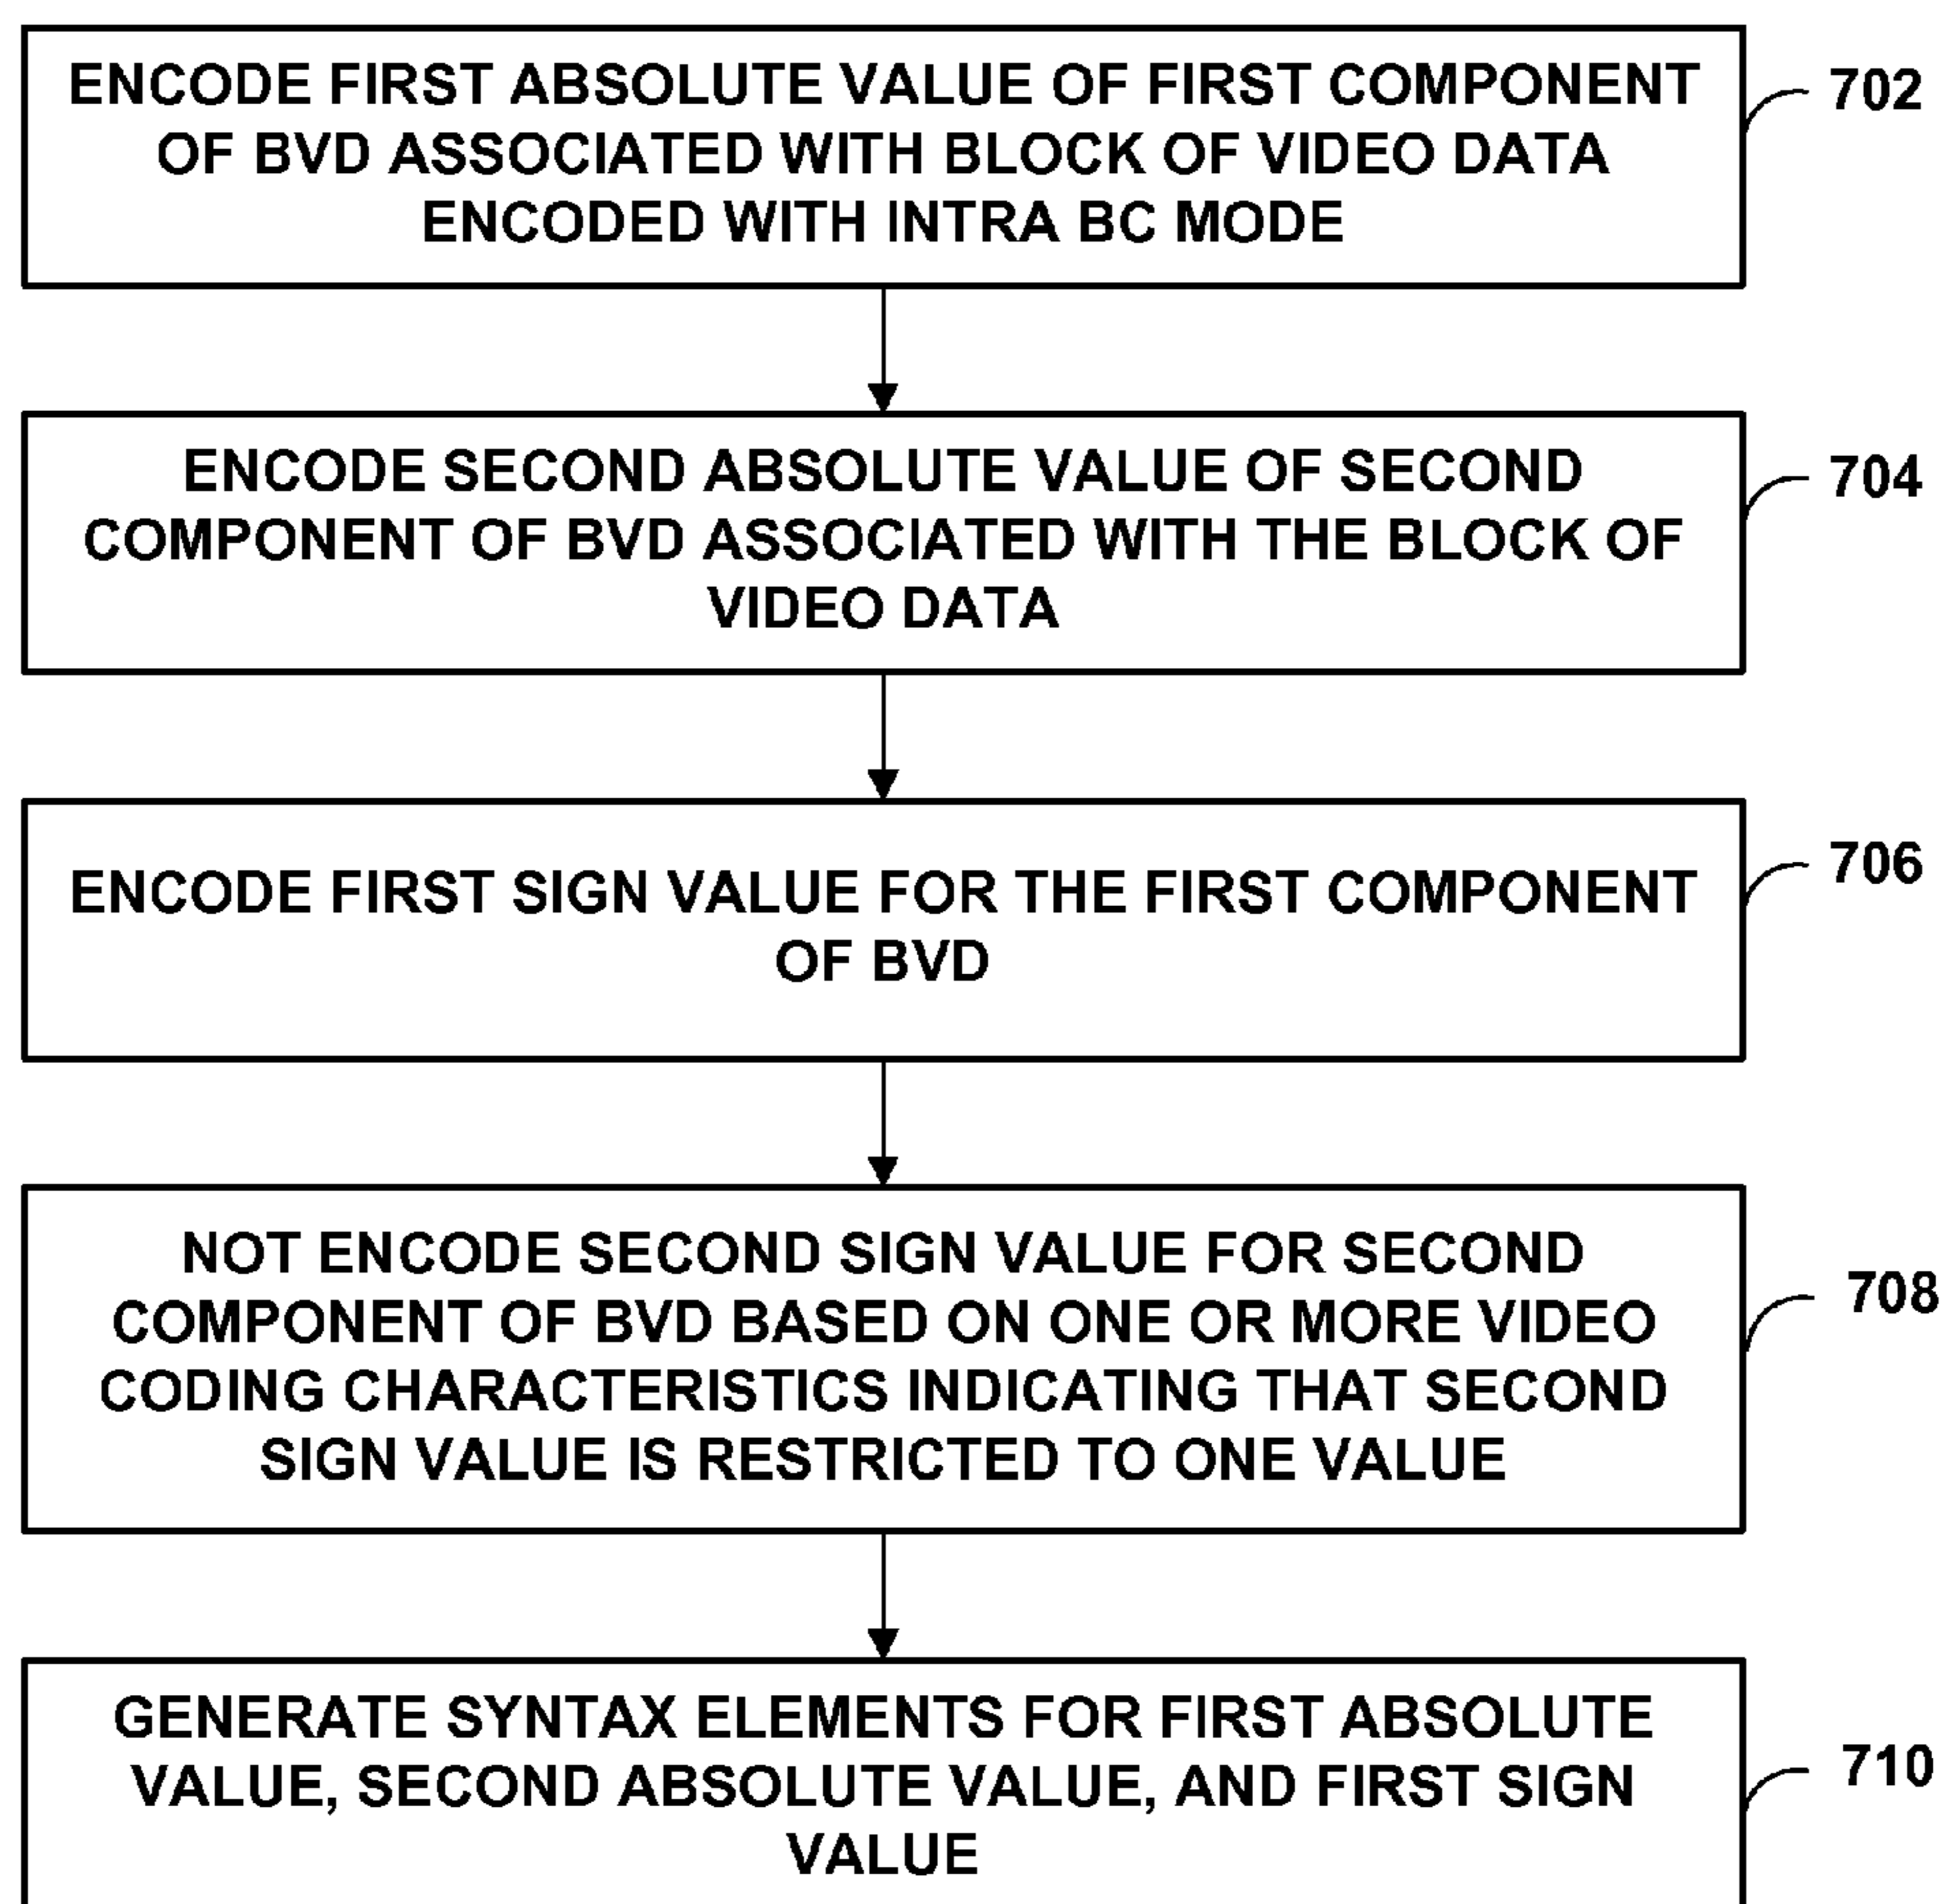 ENCODE FIRST ABSOLUTE VALUE OF FIRST COMPONENT
OF BVD ASSOCIATED WITH BLOCK OF VIDEO DATA
ENCODED WITH INTRA BC MODE
702
ENCODE SECOND ABSOLUTE VALUE OF SECOND
COMPONENT OF BVD ASSOCIATED WITH THE BLOCK OF
VIDEO DATA
704
ENCODE FIRST SIGN VALUE FOR THE FIRST COMPONENT
OF BVD
706
NOT ENCODE SECOND SIGN VALUE FOR SECOND
COMPONENT OF BVD BASED ON ONE OR MORE VIDEO
CODING CHARACTERISTICS INDICATING THAT SECOND
SIGN VALUE IS RESTRICTED TO ONE VALUE
708
GENERATE SYNTAX ELEMENTS FOR FIRST ABSOLUTE
VALUE, SECOND ABSOLUTE VALUE, AND FIRST SIGN
VALUE
710